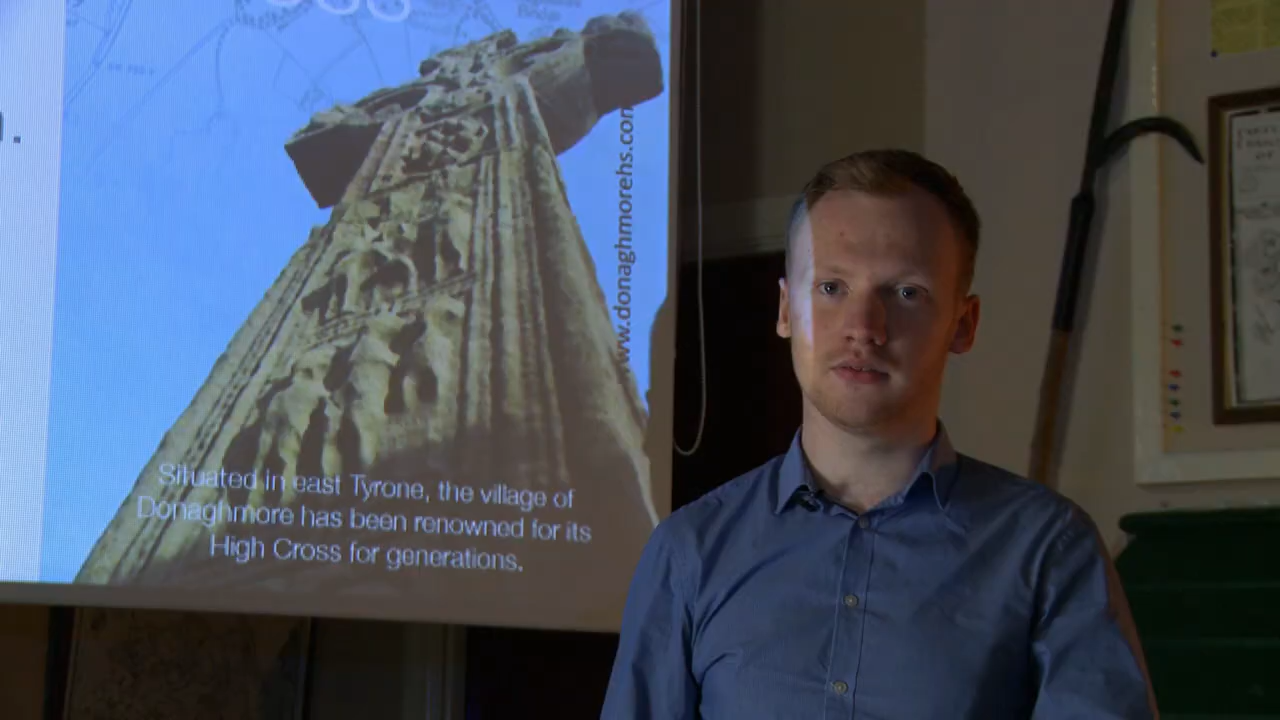 www.donaghmorehs.com
Situated in east Tyrone, the village of
Donaghmore has been renowned for its
High Cross for generations.